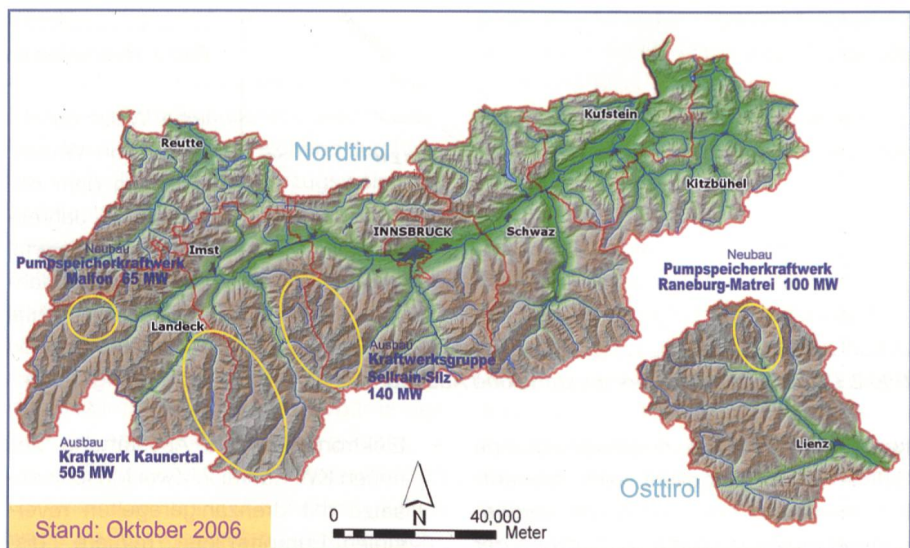 Reutte
Nordtirol
Kufstein
Kitzbühel
Imst
INNSBRUCK
Schwaz
Neubau
Pumpspeicherkraftwerk
Malfon 65 MW
Landeck
Ausbau
Kraftwerksgruppe
Sellrain-Silz
140 MW
Ausbau
Kraftwerk Kaunertal
505 MW
Neubau
Pumpspeicherkraftwerk
Raneburg-Matrei 100 MW
Lienz
Osttirol
Stand: Oktober 2006
0 40,000
N Meter